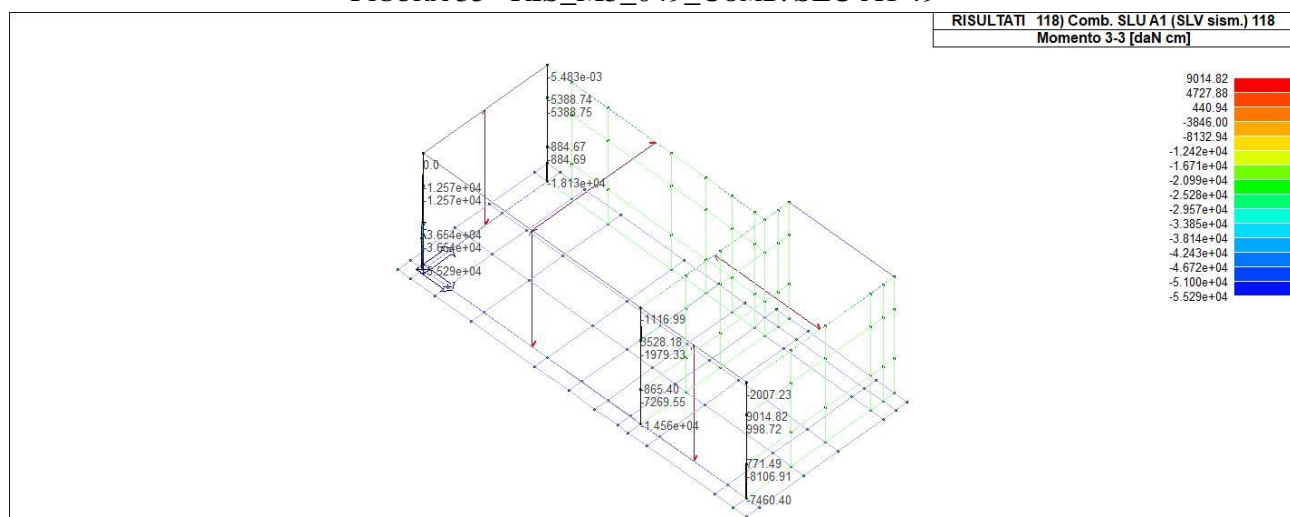 RISULTATI 118) Comb. SLU A1 (SLV sism.) 118
Momento 3-3 [daN cm]
9014.82
4727.88
440.94
-3846.00
-8132.94
-1.242e+04
-1.671e+04
-2.099e+04
-2.528e+04
-2.957e+04
-3.385e+04
-3.814e+04
-4.243e+04
-4.672e+04
-5.100e+04
-5.529e+04
-5.483e-03
-5388.74
-5388.75
-884.67
-884.69
-1.813e+04
0.0
-1.257e+04
-1.257e+04
-3.654e+04
-3.654e+04
-5.529e+04
-1116.99
3528.18
-1979.33
-865.40
-7269.55
-1.456e+04
-2007.23
9014.82
998.72
771.49
-8106.91
-7460.40